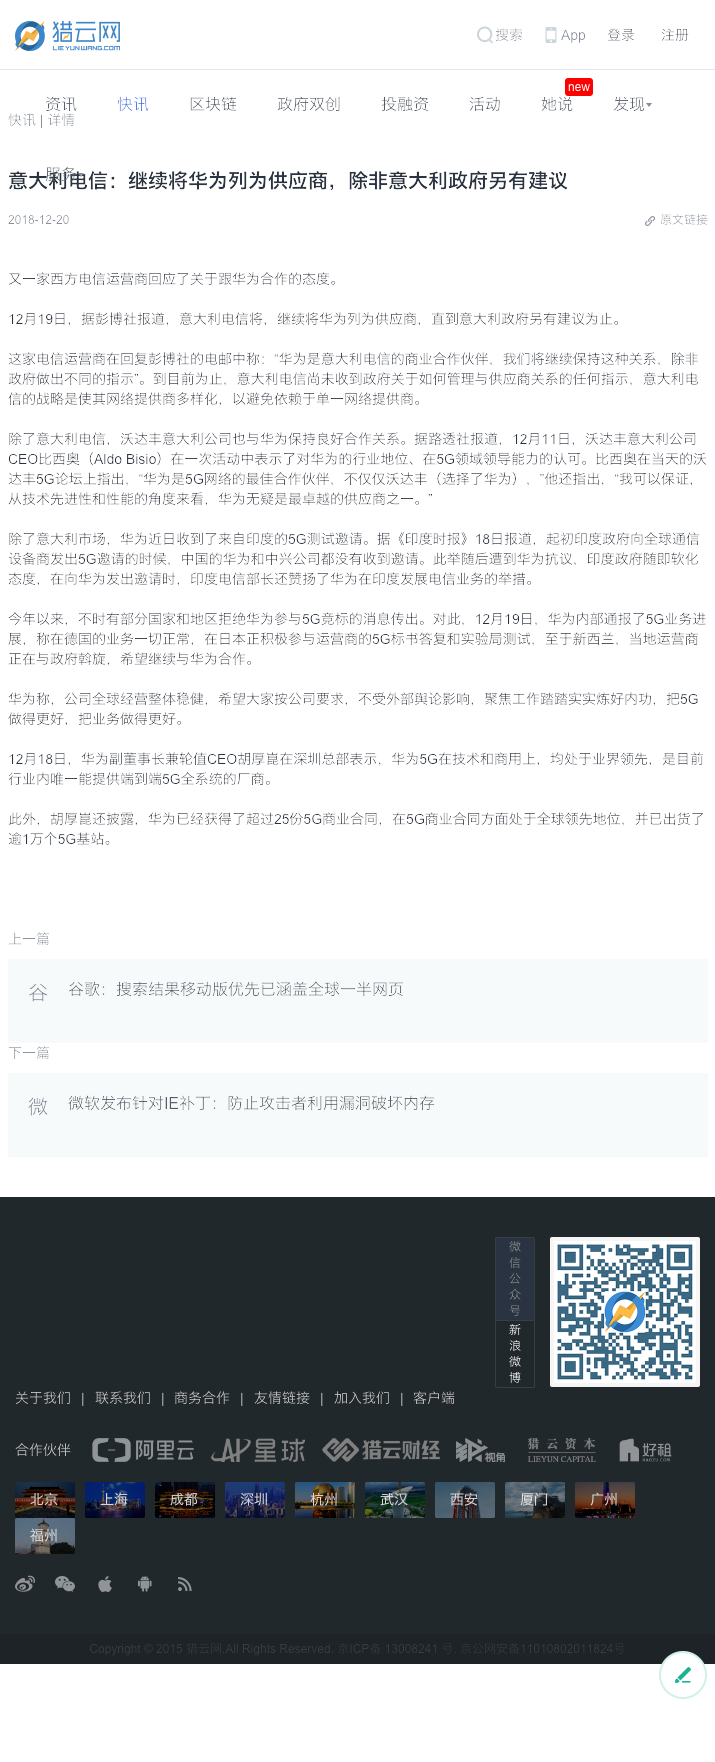 猎云网
LIEYUNWANG.COM
搜索
App
登录
注册
资讯
快讯
区块链
政府双创
投融资
活动
她说
new
发现
服务
快讯 | 详情
意大利电信：继续将华为列为供应商，除非意大利政府另有建议
2018-12-20
原文链接
又一家西方电信运营商回应了关于跟华为合作的态度。
12月19日，据彭博社报道，意大利电信将，继续将华为列为供应商，直到意大利政府另有建议为止。
这家电信运营商在回复彭博社的电邮中称：“华为是意大利电信的商业合作伙伴，我们将继续保持这种关系，除非
政府做出不同的指示”。到目前为止，意大利电信尚未收到政府关于如何管理与供应商关系的任何指示，意大利电
信的战略是使其网络提供商多样化，以避免依赖于单一网络提供商。
除了意大利电信，沃达丰意大利公司也与华为保持良好合作关系。据路透社报道，12月11日，沃达丰意大利公司
CEO比西奥（Aldo Bisio）在一次活动中表示了对华为的行业地位、在5G领域领导能力的认可。比西奥在当天的沃
达丰5G论坛上指出，“华为是5G网络的最佳合作伙伴，不仅仅沃达丰（选择了华为），”他还指出，“我可以保证，
从技术先进性和性能的角度来看，华为无疑是最卓越的供应商之一。”
除了意大利市场，华为近日收到了来自印度的5G测试邀请。据《印度时报》18日报道，起初印度政府向全球通信
设备商发出5G邀请的时候，中国的华为和中兴公司都没有收到邀请。此举随后遭到华为抗议，印度政府随即软化
态度，在向华为发出邀请时，印度电信部长还赞扬了华为在印度发展电信业务的举措。
今年以来，不时有部分国家和地区拒绝华为参与5G竞标的消息传出。对此，12月19日，华为内部通报了5G业务进
展，称在德国的业务一切正常，在日本正积极参与运营商的5G标书答复和实验局测试，至于新西兰，当地运营商
正在与政府斡旋，希望继续与华为合作。
华为称，公司全球经营整体稳健，希望大家按公司要求，不受外部舆论影响，聚焦工作踏踏实实炼好内功，把5G
做得更好，把业务做得更好。
12月18日，华为副董事长兼轮值CEO胡厚崑在深圳总部表示，华为5G在技术和商用上，均处于业界领先，是目前
行业内唯一能提供端到端5G全系统的厂商。
此外，胡厚崑还披露，华为已经获得了超过25份5G商业合同，在5G商业合同方面处于全球领先地位，并已出货了
逾1万个5G基站。
上一篇
谷
谷歌：搜索结果移动版优先已涵盖全球一半网页
下一篇
微
微软发布针对IE补丁：防止攻击者利用漏洞破坏内存
微信公众号
新浪微博
关于我们 | 联系我们 | 商务合作 | 友情链接 | 加入我们 | 客户端
合作伙伴
阿里云
AI星球
猎云财经
视角
猎云资本
LIEYUN CAPITAL
好租
HAOZU.COM
北京
上海
成都
深圳
杭州
武汉
西安
厦门
广州
福州
Copyright © 2015 猎云网.All Rights Reserved. 京ICP备 13008241 号. 京公网安备11010802011824号